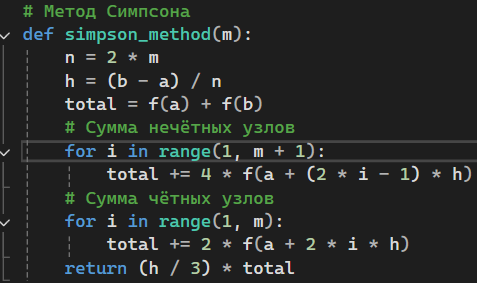 # Метод Симпсона
def simpson_method(m):
    n = 2 * m
    h = (b - a) / n
    total = f(a) + f(b)
    # Сумма нечётных узлов
    for i in range(1, m + 1):
        total += 4 * f(a + (2 * i - 1) * h)
    # Сумма чётных узлов
    for i in range(1, m):
        total += 2 * f(a + 2 * i * h)
    return (h / 3) * total